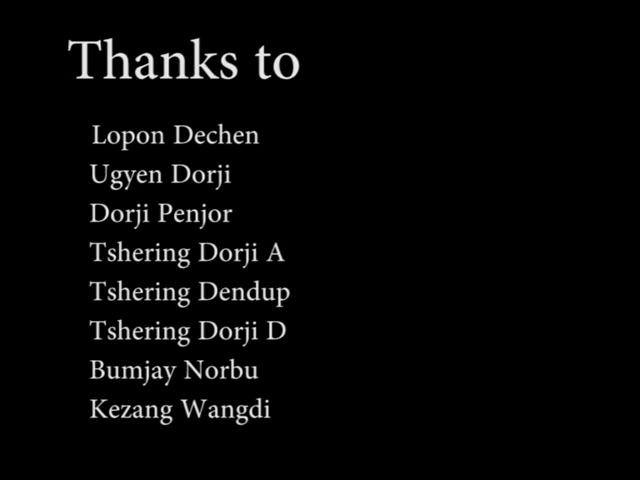 Thanks to
Lopon Dechen
Ugyen Dorji
Dorji Penjor
Tshering Dorji A
Tshering Dendup
Tshering Dorji D
Bumjay Norbu
Kezang Wangdi